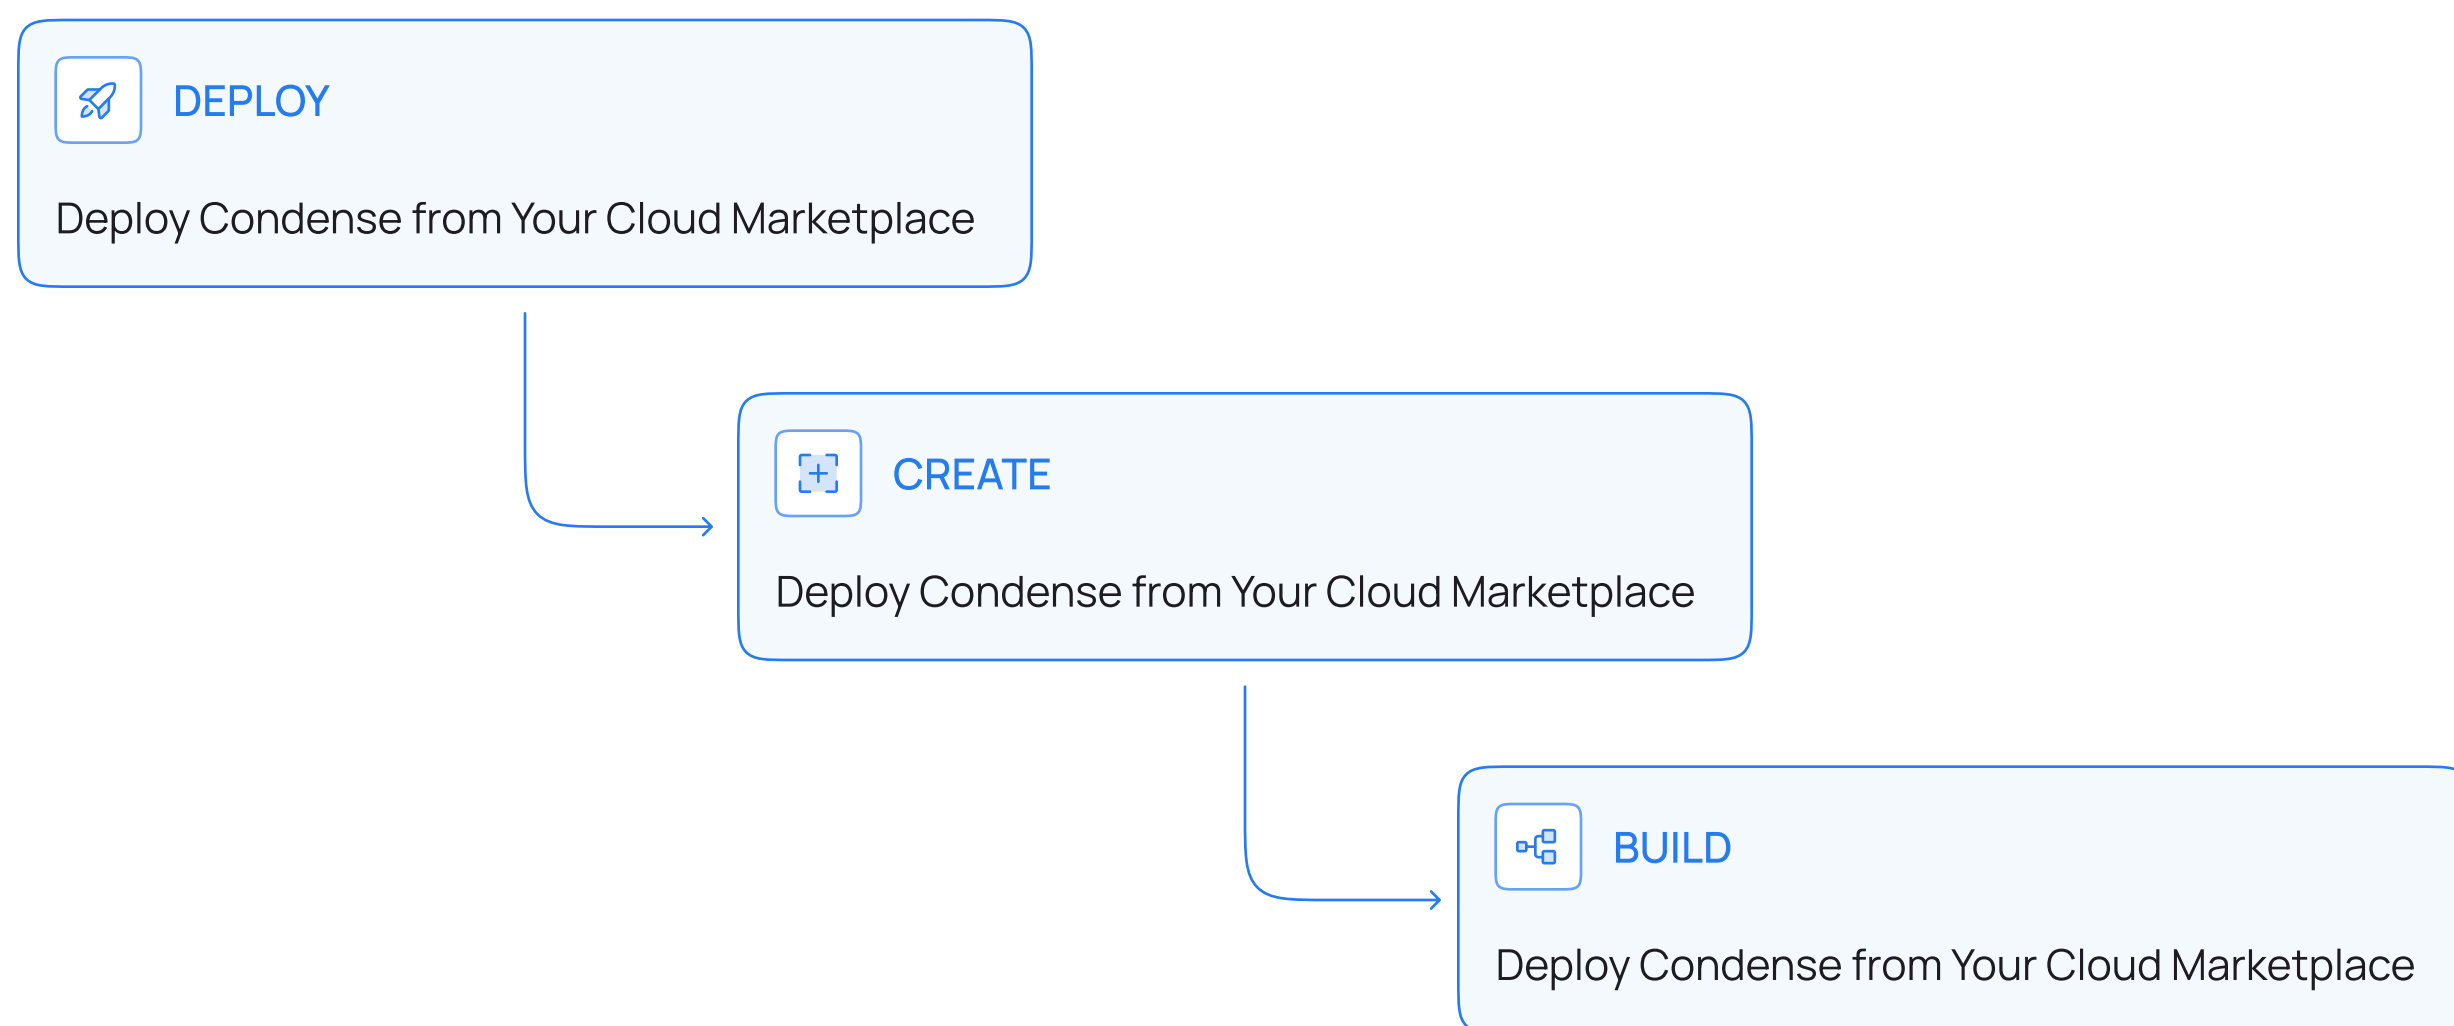 DEPLOY
Deploy Condense from Your Cloud Marketplace
CREATE
Deploy Condense from Your Cloud Marketplace
BUILD
Deploy Condense from Your Cloud Marketplace